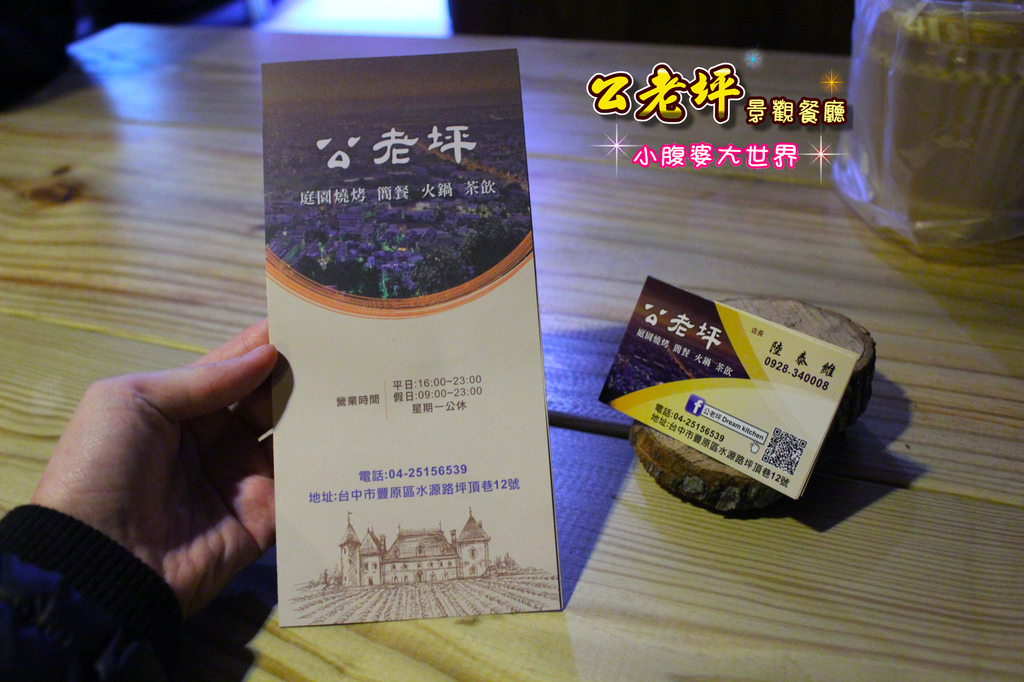 公老坪
庭園燒烤 簡餐 火鍋 茶飲
營業時間
平日:16:00~23:00
假日:09:00~23:00
星期一公休
電話:04-25156539
地址:台中市豐原區水源路坪頂巷12號
公老坪景觀餐廳
小腹婆大世界
公老坪
庭園燒烤 簡餐 火鍋 茶飲
店長
陸泰維
0928.340008
公老坪 Dream kitchen
電話:04-25156539
地址:台中市豐原區水源路坪頂巷12號